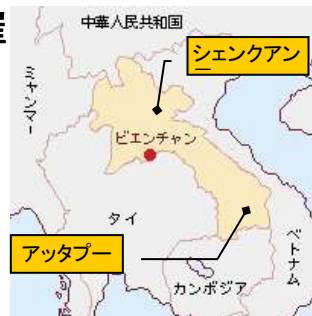 中華人民共和国
シェンクアン
ミャンマー
ビエンチャン
タイ
アッタプー
ベトナム
カンボジア